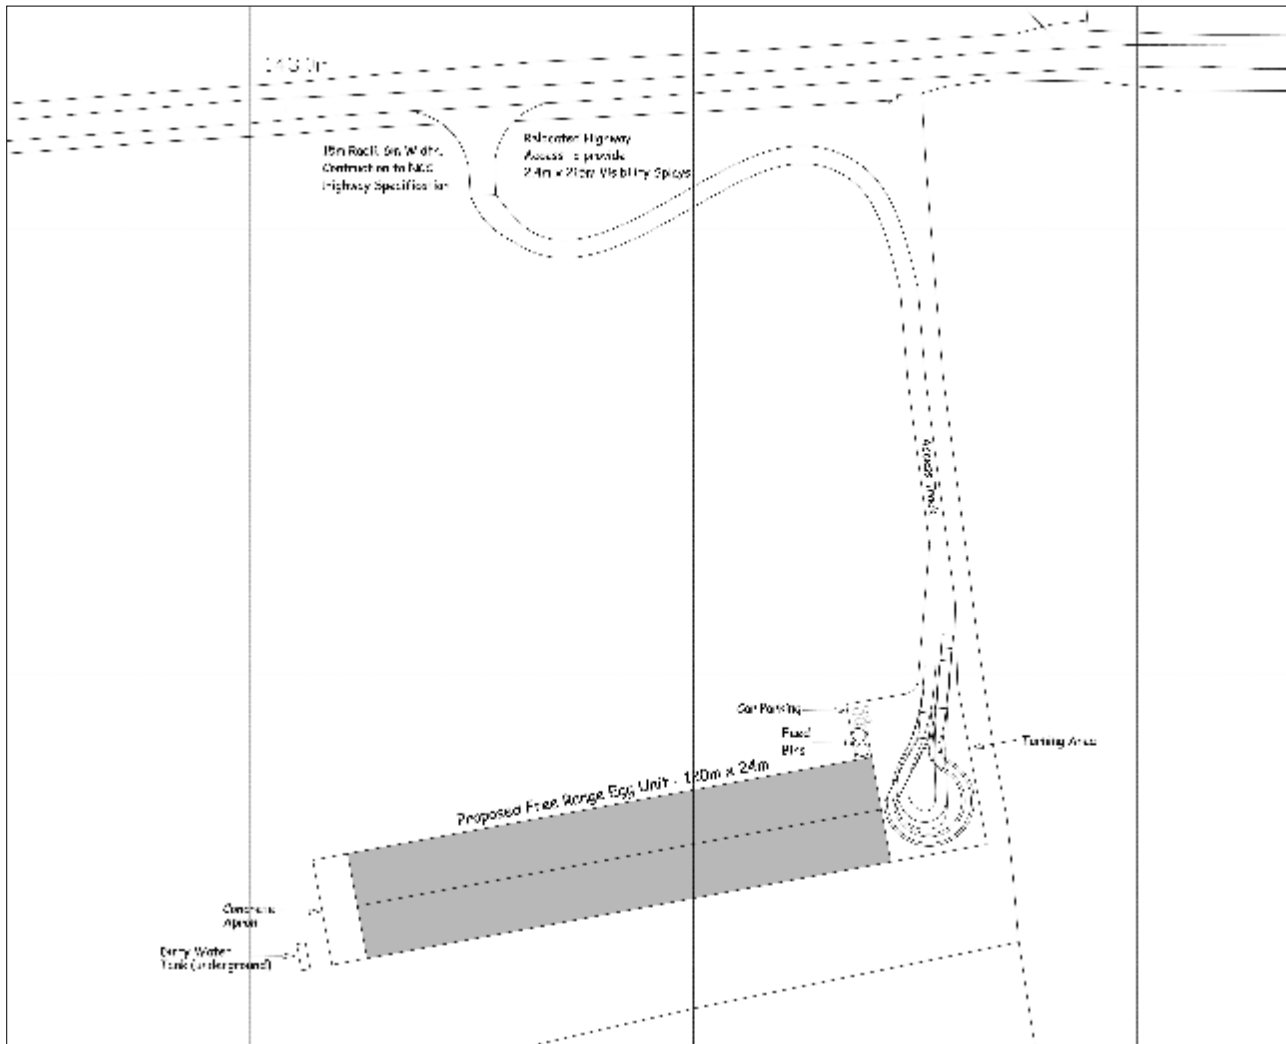 15m Radii, 6m Width,
Contruction to NCC
Highway Specification
Relocated Highway
Access to provide
2.4m x 215m Visibility Splays
Access Track
Car Parking
Feed
Bins
Turning Area
Proposed Free Range Egg Unit - 120m x 24m
Concrete
Apron
Dirty Water
Tank (underground)